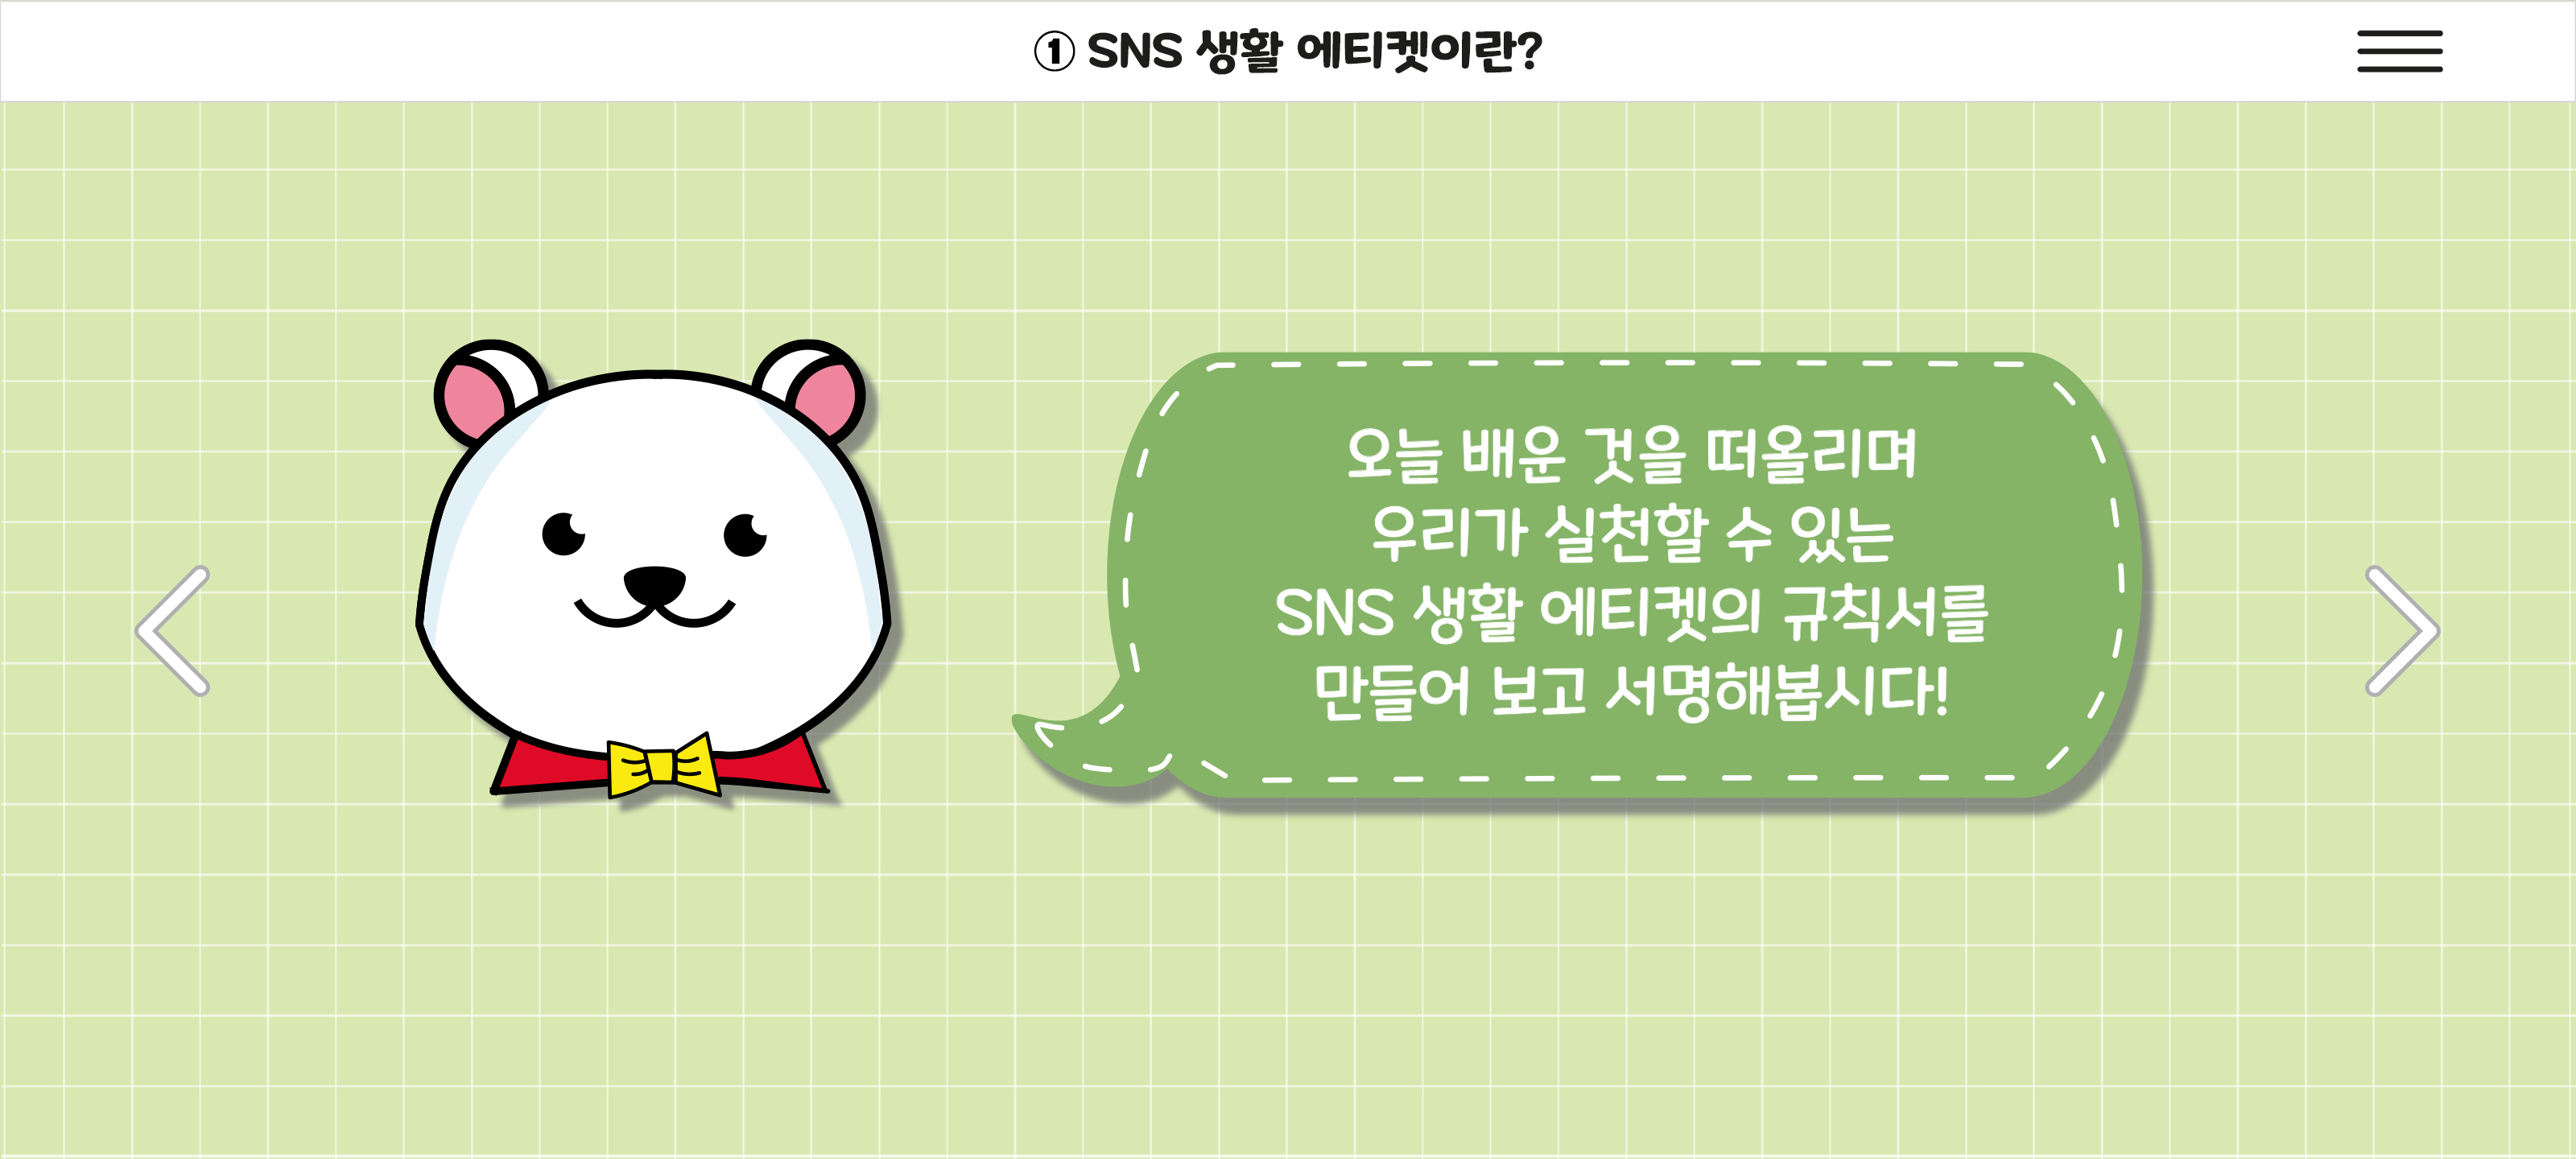 ① SNS 생활 에티켓이란?
오늘 배운 것을 떠올리며
우리가 실천할 수 있는
SNS 생활 에티켓의 규칙서를
만들어 보고 서명해봅시다!